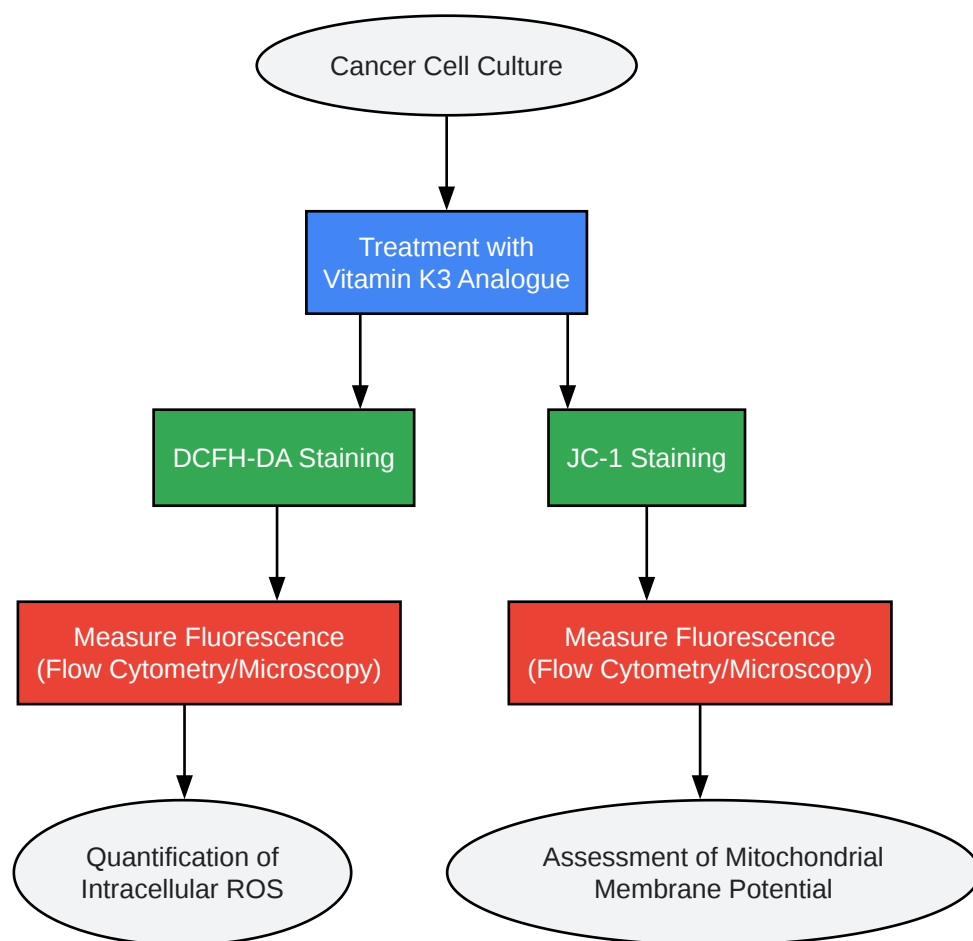 Cancer Cell Culture
Treatment with
Vitamin K3 Analogue
DCFH-DA Staining
JC-1 Staining
Measure Fluorescence
(Flow Cytometry/Microscopy)
Measure Fluorescence
(Flow Cytometry/Microscopy)
Quantification of
Intracellular ROS
Assessment of Mitochondrial
Membrane Potential